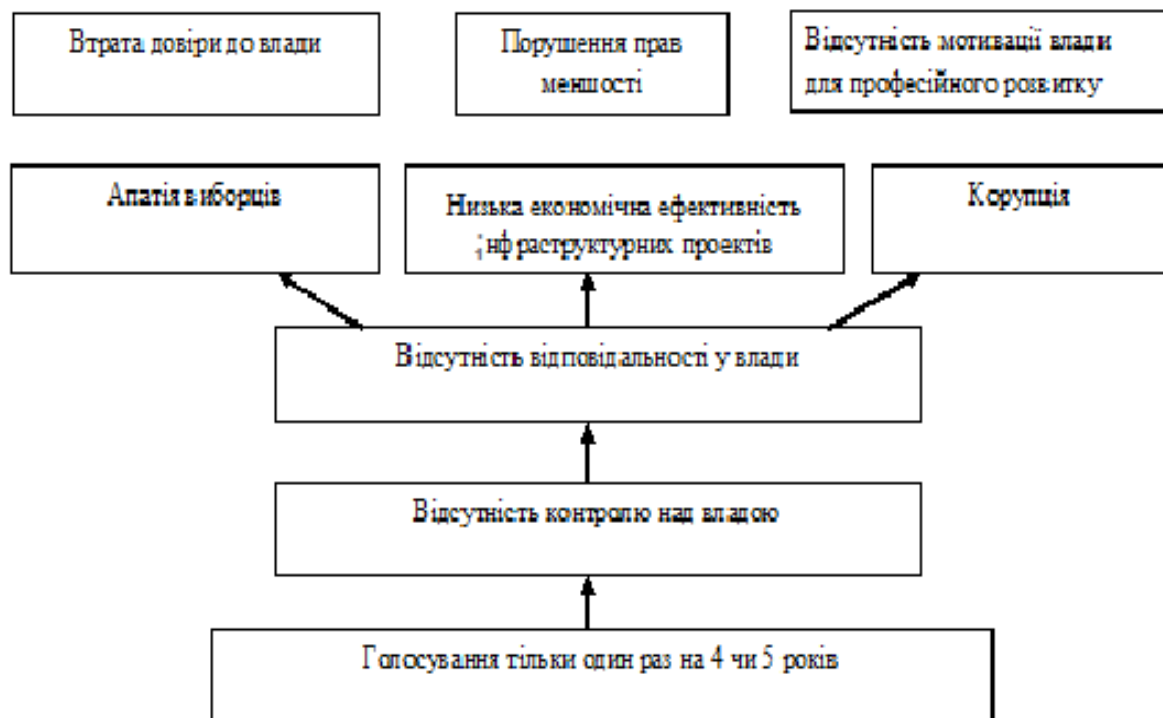 Втрата довіри до влади
Порушення прав
меншості
Відсутність мотивації влади
для професійного розвитку
Апатія виборців
Низька економічна ефективність
інфраструктурних проектів
Корупція
Відсутність відповідальності у влади
Відсутність контролю над владою
Голосування тільки один раз на 4 чи 5 років